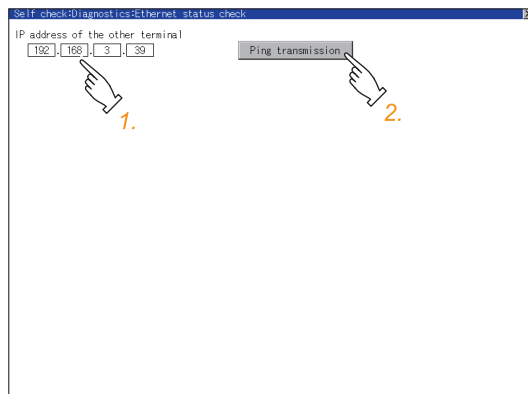 Self check:Diagnostics:Ethernet status check
IP address of the other terminal
192 . 168 . 3 . 39
Ping transmission
1.
2.